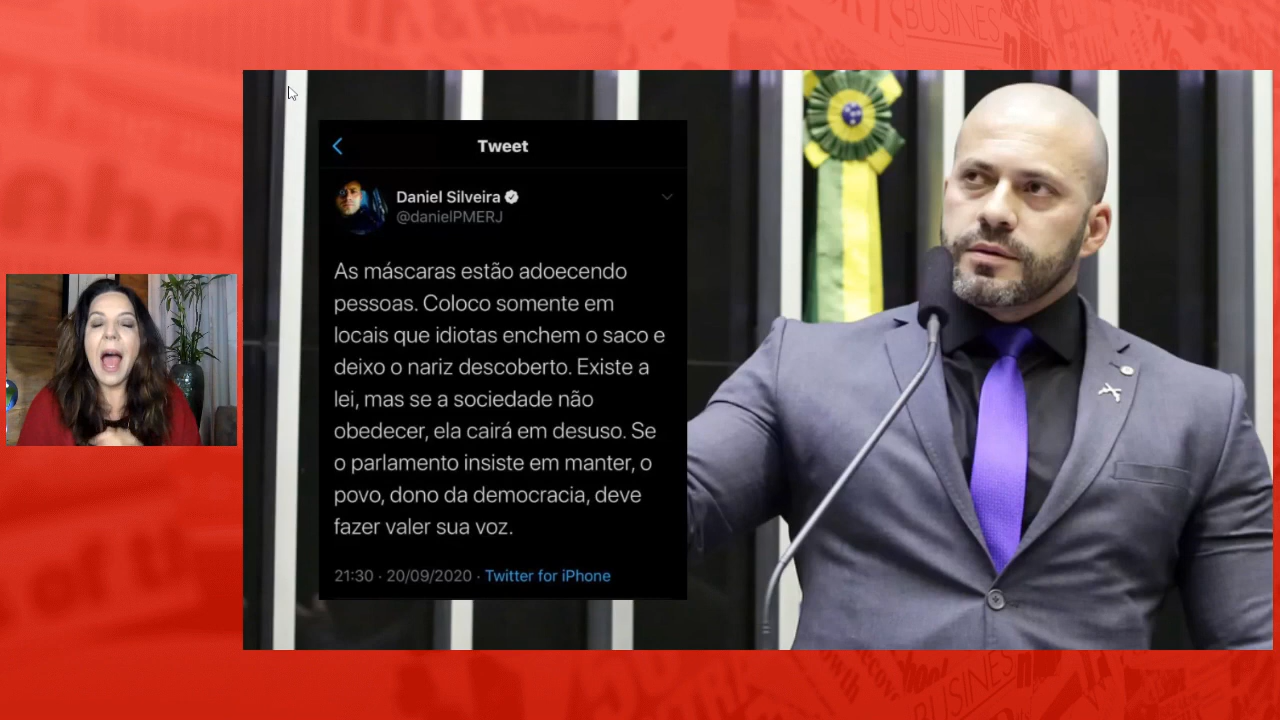 BUSINES
Tweet
Daniel Silveira
@danielPMERJ
As máscaras estão adoecendo
pessoas. Coloco somente em
locais que idiotas enchem o saco e
deixo o nariz descoberto. Existe a
lei, mas se a sociedade não
obedecer, ela cairá em desuso. Se
o parlamento insiste em manter, o
povo, dono da democracia, deve
fazer valer sua voz.
21:30 · 20/09/2020 · Twitter for iPhone
BUSINES